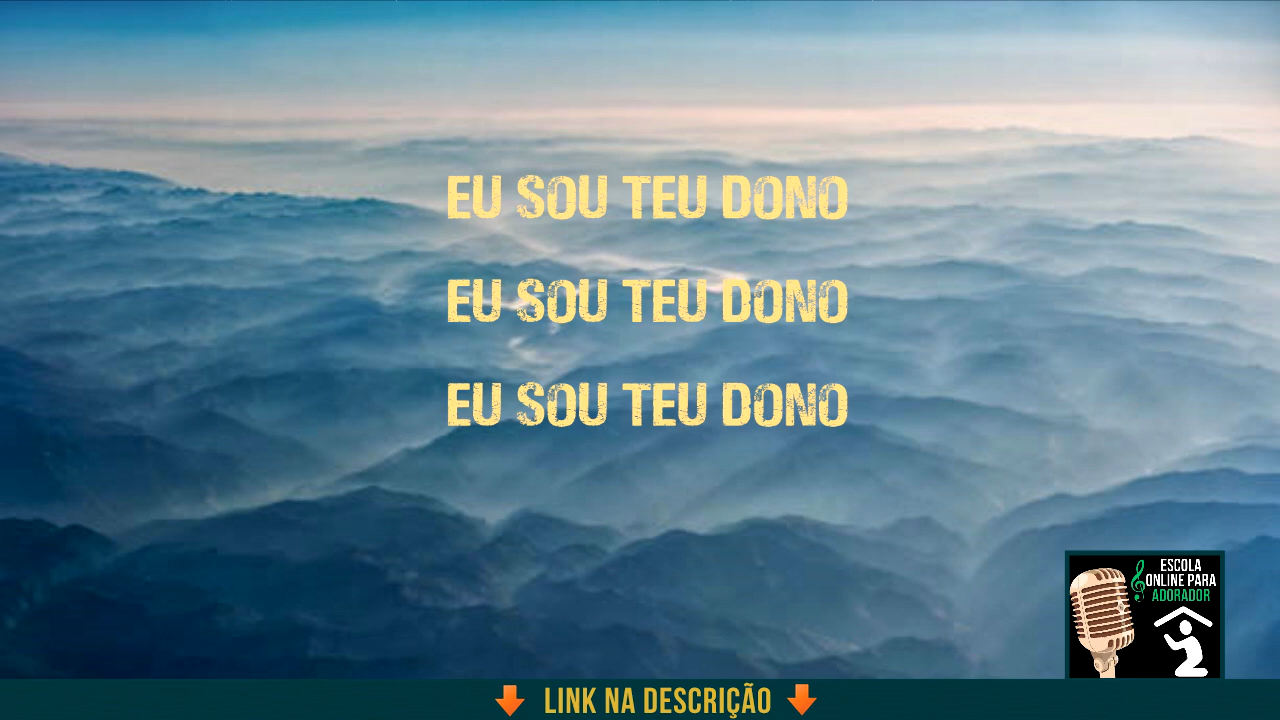 EU SOU TEU DONO
EU SOU TEU DONO
EU SOU TEU DONO
ESCOLA
ONLINE PARA
ADORADOR
LINK NA DESCRIÇÃO